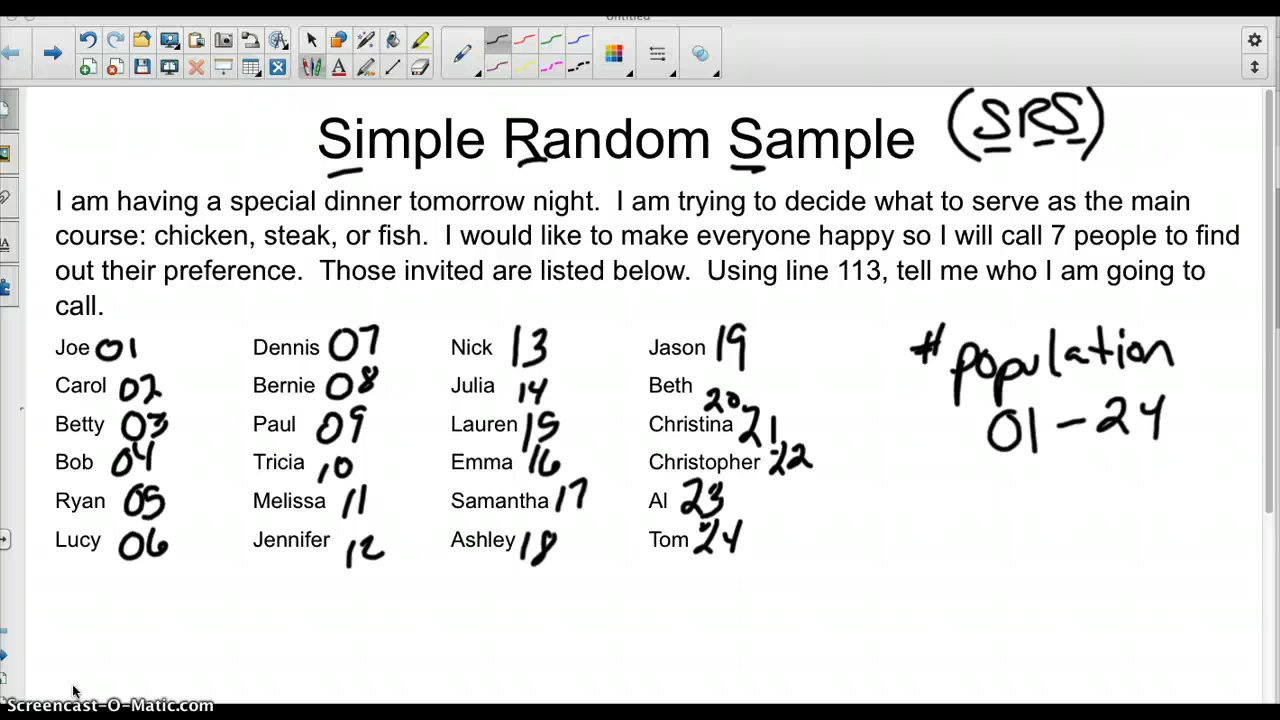 Untitled
Simple Random Sample (SRS)
I am having a special dinner tomorrow night. I am trying to decide what to serve as the main
course: chicken, steak, or fish. I would like to make everyone happy so I will call 7 people to find
out their preference. Those invited are listed below. Using line 113, tell me who I am going to
call.
Joe 01 Dennis 07 Nick 13 Jason 19 # population
Carol 02 Bernie 08 Julia 14 Beth 20
Betty 03 Paul 09 Lauren 15 Christina 21 01 - 24
Bob 04 Tricia 10 Emma 16 Christopher 22
Ryan 05 Melissa 11 Samantha 17 Al 23
Lucy 06 Jennifer 12 Ashley 18 Tom 24
Screencast-O-Matic.com